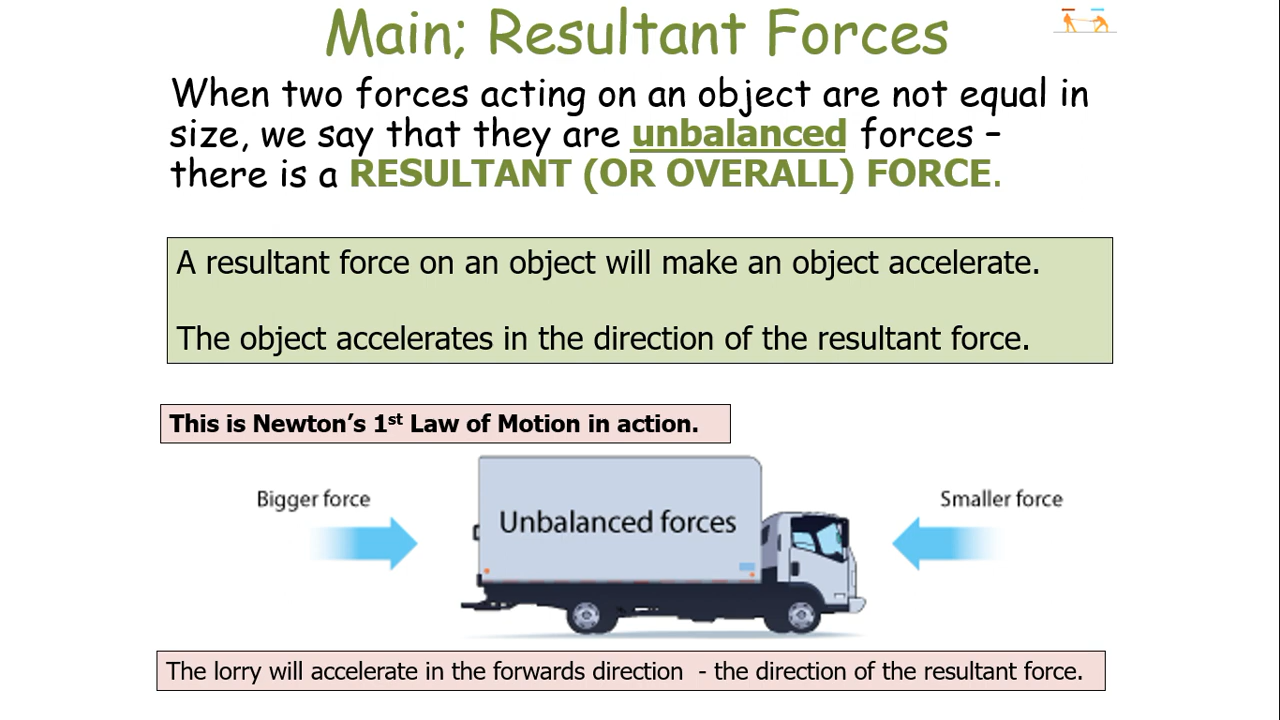 Main; Resultant Forces
When two forces acting on an object are not equal in
size, we say that they are unbalanced forces –
there is a RESULTANT (OR OVERALL) FORCE.
A resultant force on an object will make an object accelerate.
The object accelerates in the direction of the resultant force.
This is Newton’s 1st Law of Motion in action.
Bigger force
Unbalanced forces
Smaller force
The lorry will accelerate in the forwards direction - the direction of the resultant force.